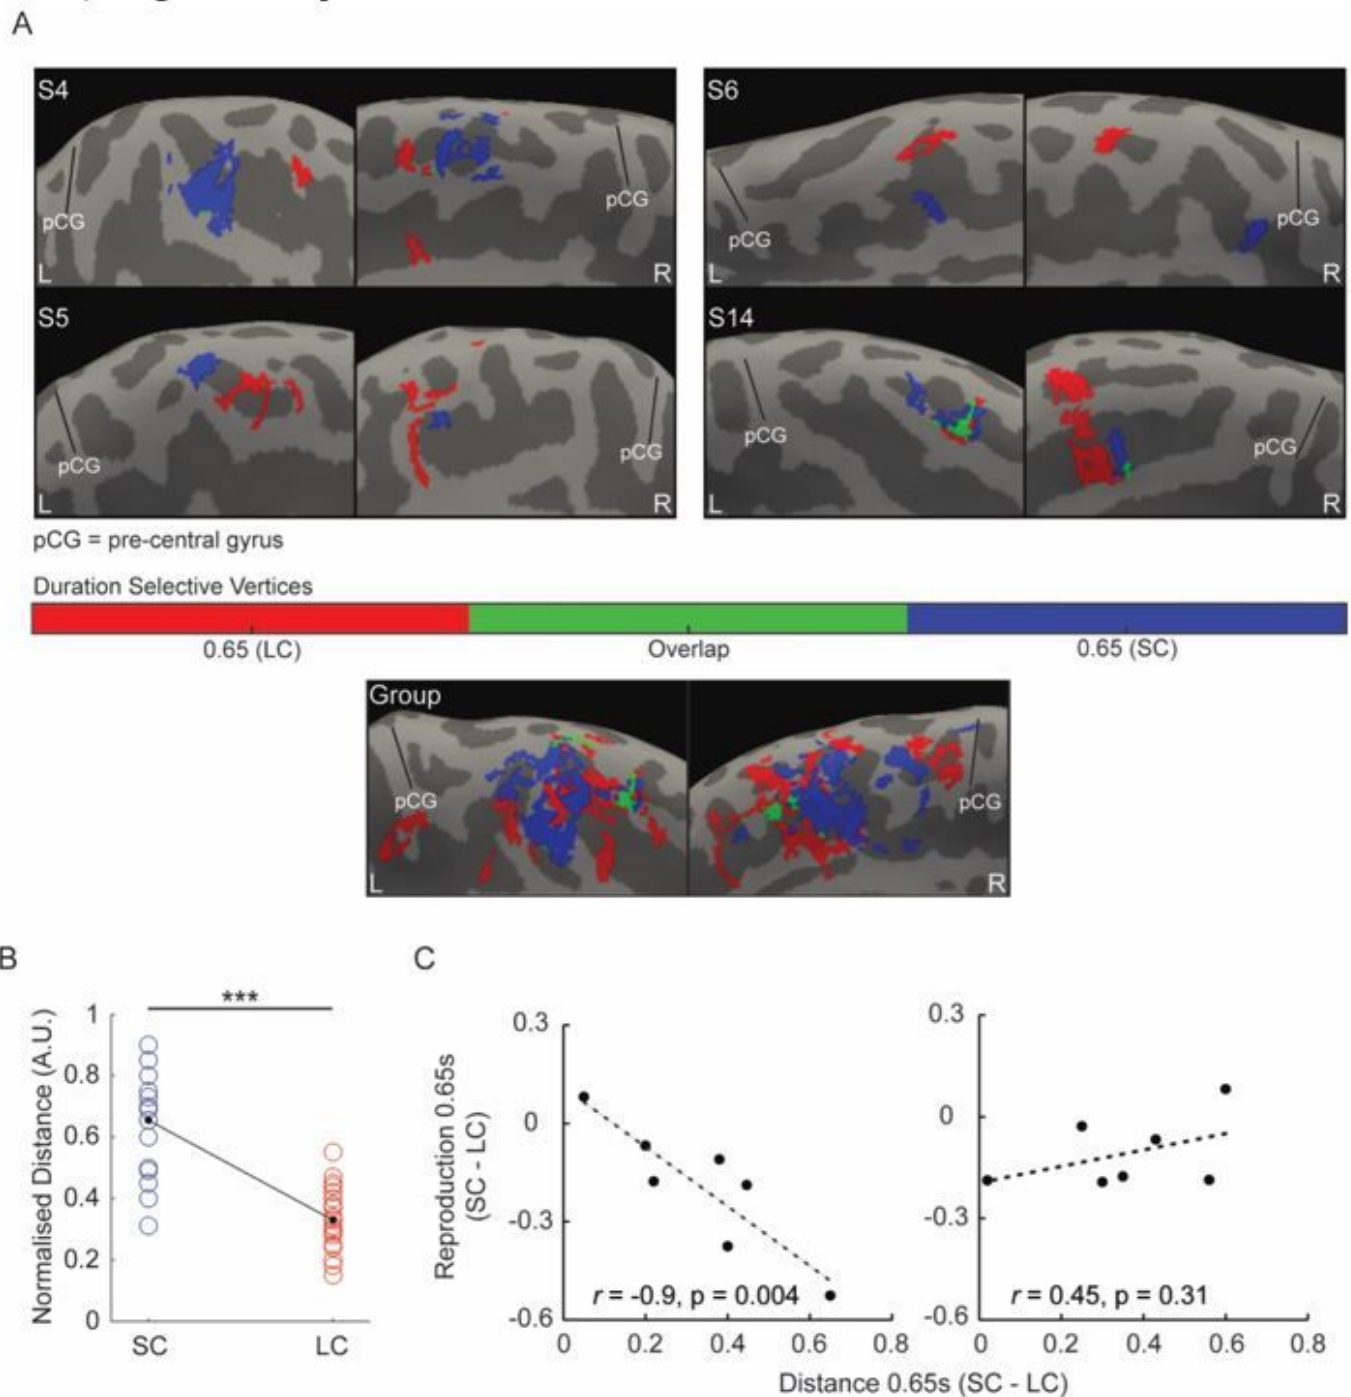 A
S4
pCG
L
pCG
R
S6
pCG
L
pCG
R
S5
pCG
L
pCG
R
S14
pCG
L
pCG
R
pCG = pre-central gyrus
Duration Selective Vertices
0.65 (LC) Overlap 0.65 (SC)
Group
pCG
L
pCG
R
B
***
Normalised Distance (A.U.)
1
0.8
0.6
0.4
0.2
0
SC LC
C
Reproduction 0.65s
(SC - LC)
0.3
0
-0.3
-0.6
r = -0.9, p = 0.004
0 0.2 0.4 0.6 0.8
0.3
0
-0.3
-0.6
r = 0.45, p = 0.31
0 0.2 0.4 0.6 0.8
Distance 0.65s (SC - LC)